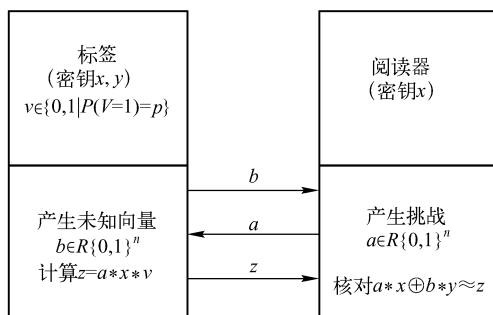 标签
(密钥x, y)
v∈{0,1|P(V=1)=p}
阅读器
(密钥x)
b
产生未知向量
b∈R{0,1}ⁿ
计算z=a*x*v
a
z
产生挑战
a∈R{0,1}ⁿ
核对a*x⊕b*y≈z